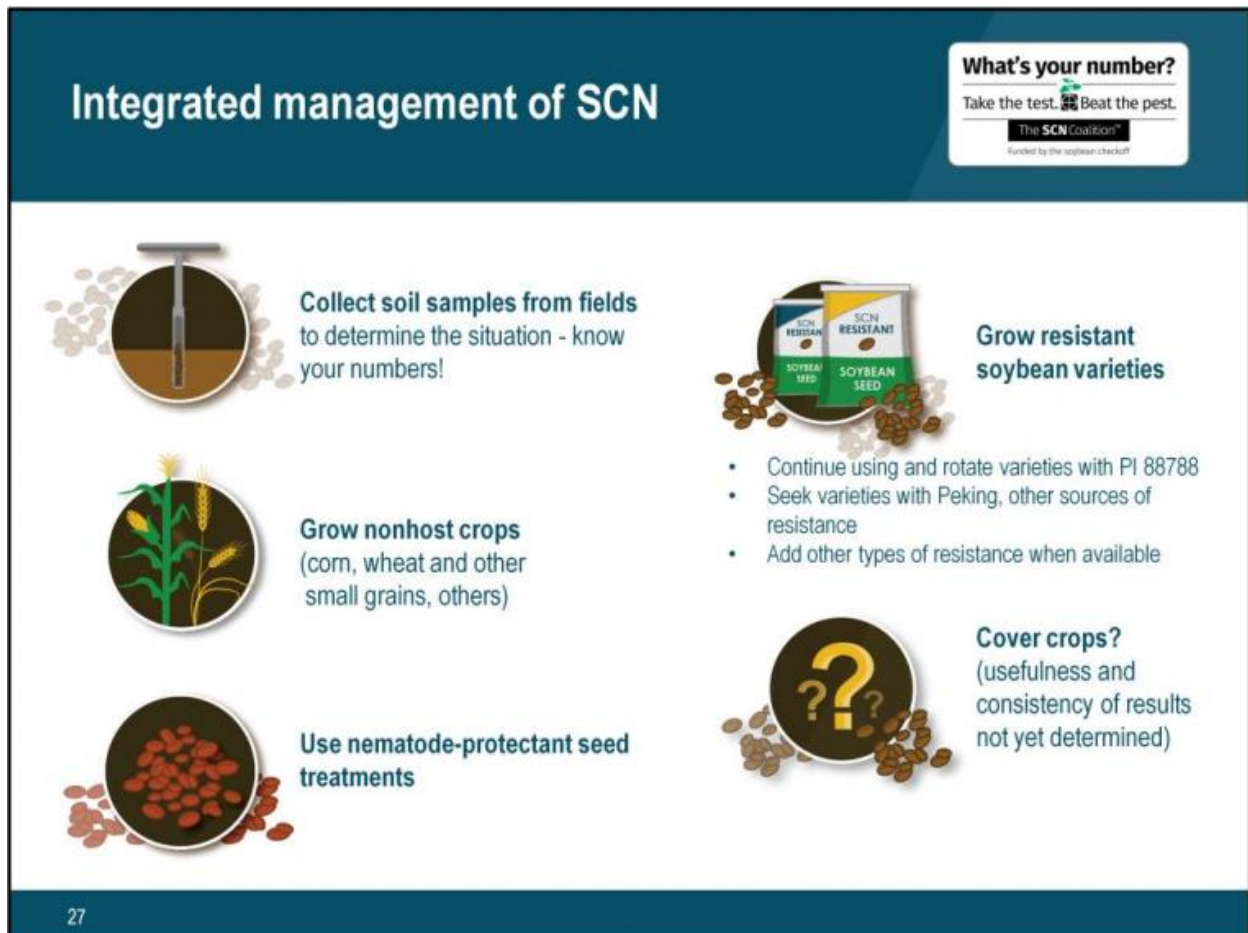 Integrated management of SCN
What's your number?
Take the test. Beat the pest.
The SCN Coalition™
Funded by the soybean checkoff
Collect soil samples from fields
to determine the situation - know
your numbers!
Grow nonhost crops
(corn, wheat and other
small grains, others)
Use nematode-protectant seed
treatments
SCN
RESISTANT
SOYBEAN
SEED
SCN
RESISTANT
SOYBEAN
SEED
Grow resistant
soybean varieties
• Continue using and rotate varieties with PI 88788
• Seek varieties with Peking, other sources of
resistance
• Add other types of resistance when available
? ? ?
Cover crops?
(usefulness and
consistency of results
not yet determined)
27